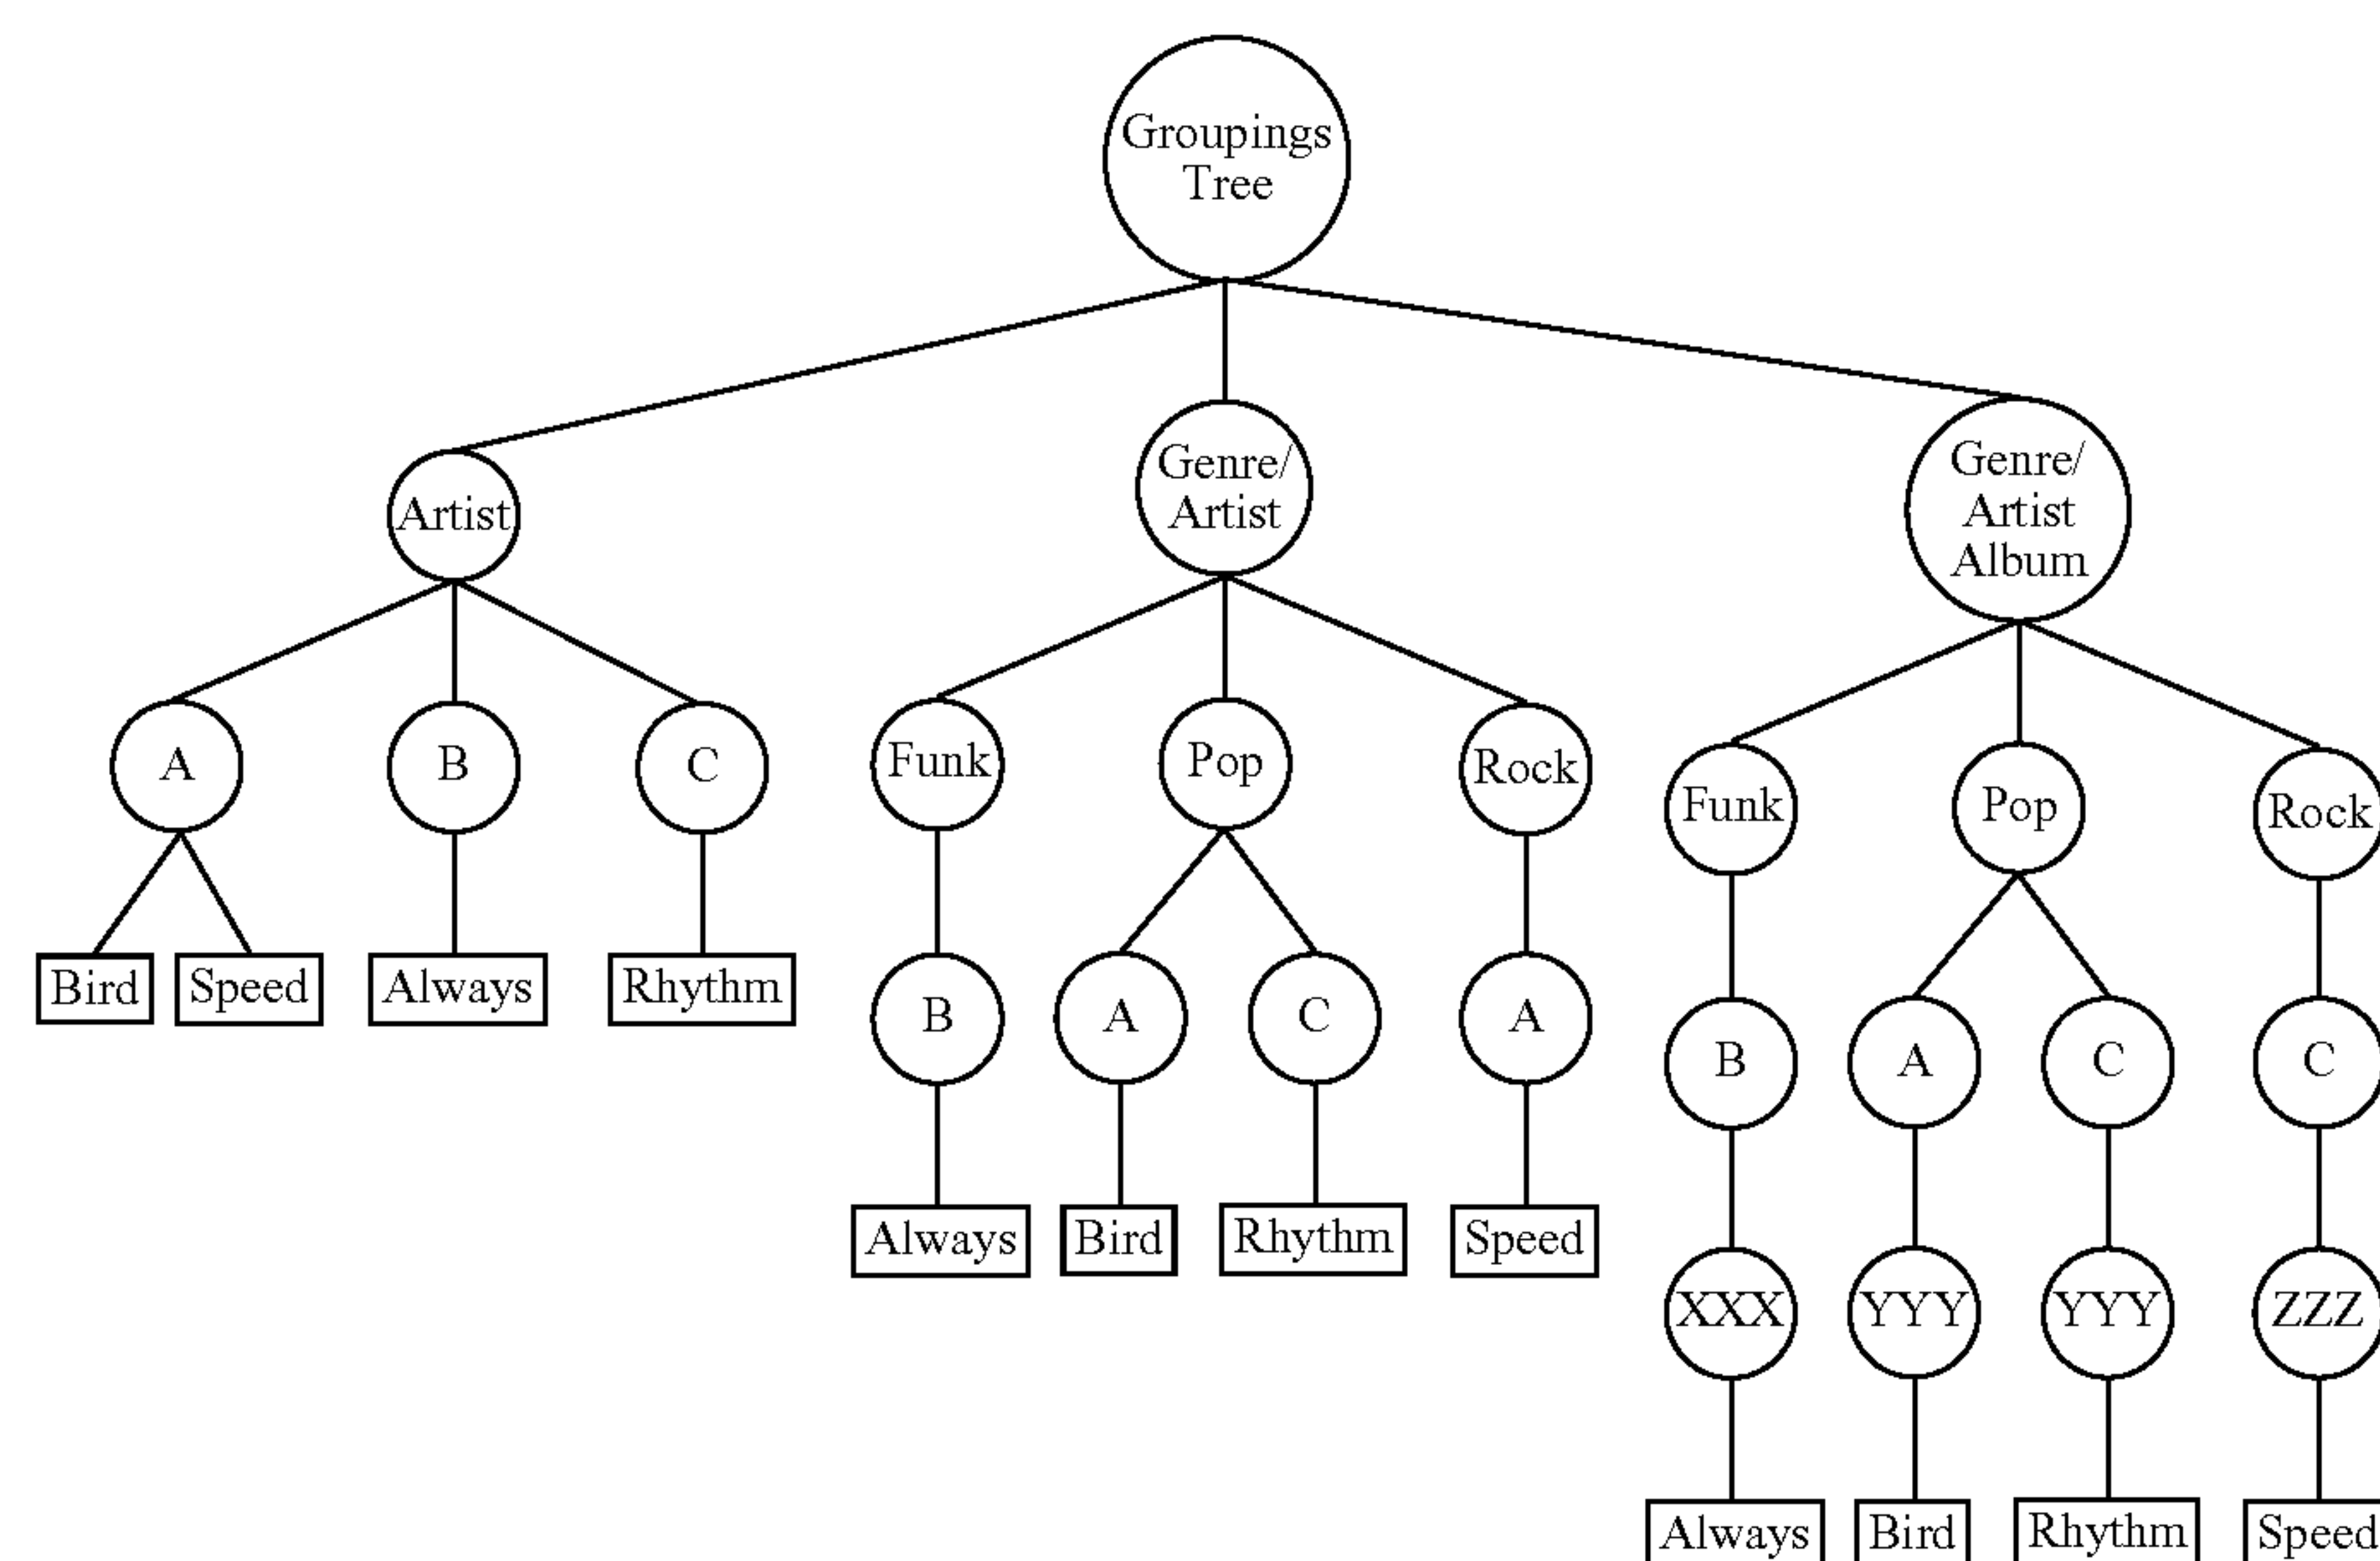 Groupings
Tree
Artist
Genre/
Artist
Genre/
Artist
Album
A
B
C
Funk
Pop
Rock
Funk
Pop
Rock
Bird
Speed
Always
Rhythm
B
A
C
A
B
A
C
C
Always
Bird
Rhythm
Speed
XXX
YYY
YYY
ZZZ
Always
Bird
Rhythm
Speed